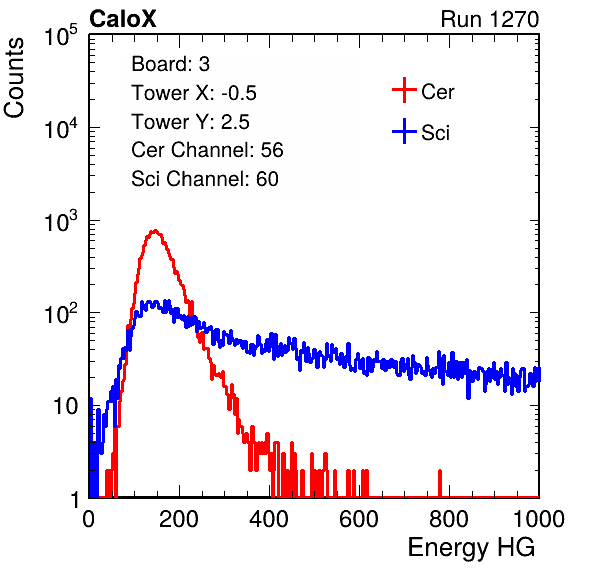 CaloX Run 1270
Counts
10^5
10^4
10^3
10^2
10
1
Board: 3
Tower X: -0.5
Tower Y: 2.5
Cer Channel: 56
Sci Channel: 60
Cer
Sci
0 200 400 600 800 1000
Energy HG